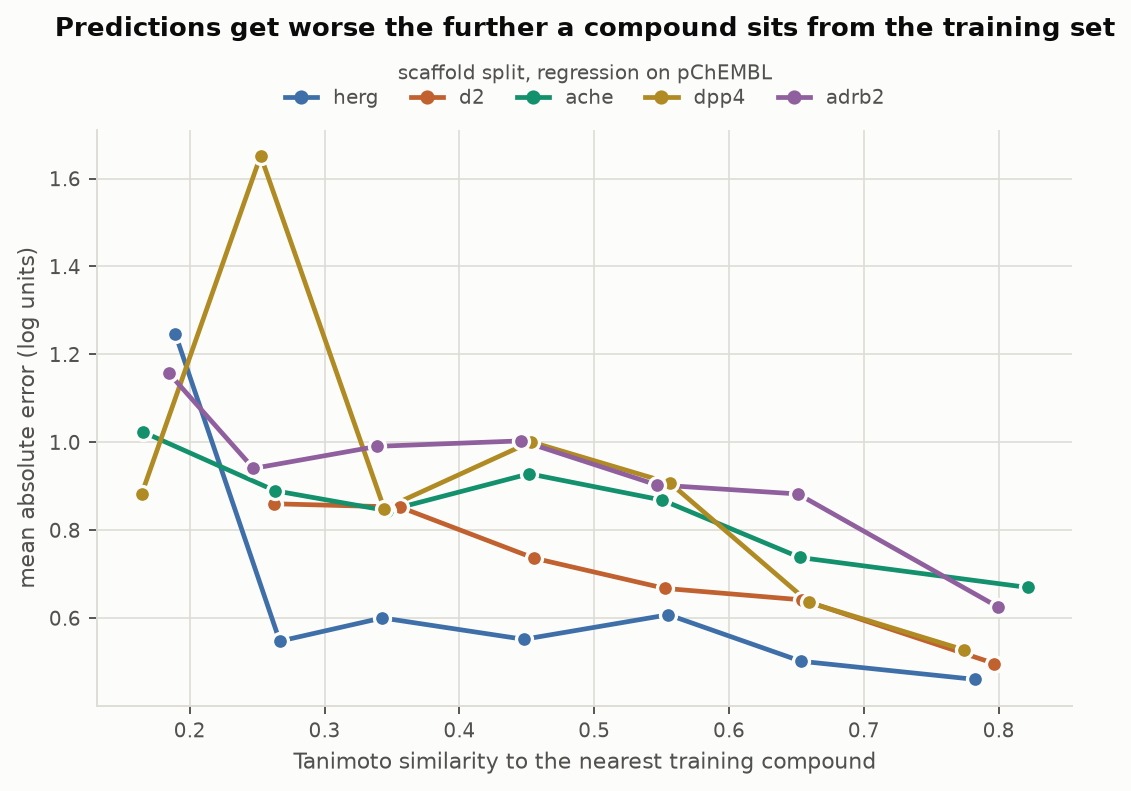 Predictions get worse the further a compound sits from the training set
scaffold split, regression on pChEMBL
herg d2 ache dpp4 adrb2
mean absolute error (log units)
1.6
1.4
1.2
1.0
0.8
0.6
0.2 0.3 0.4 0.5 0.6 0.7 0.8
Tanimoto similarity to the nearest training compound